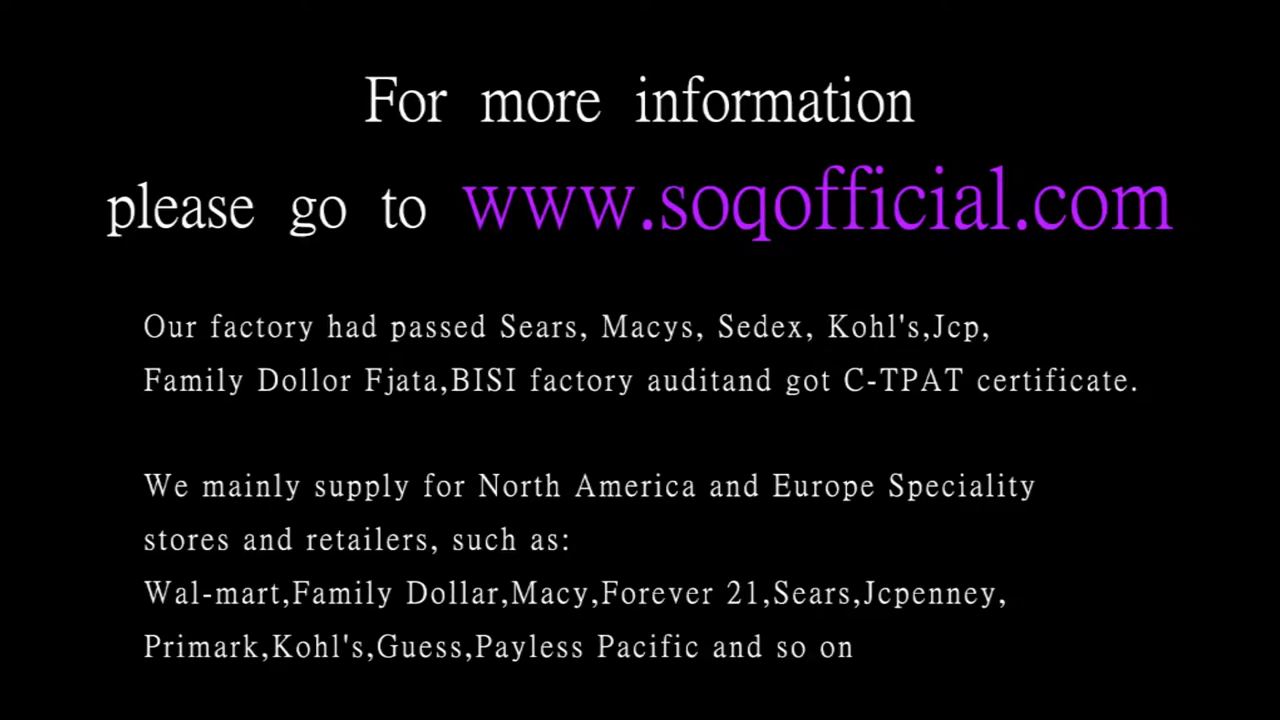 For more information
please go to www.soqofficial.com
Our factory had passed Sears, Macys, Sedex, Kohl's,Jcp,
Family Dollor Fjata,BISI factory auditand got C-TPAT certificate.
We mainly supply for North America and Europe Speciality
stores and retailers, such as:
Wal-mart,Family Dollar,Macy,Forever 21,Sears,Jcpenney,
Primark,Kohl's,Guess,Payless Pacific and so on